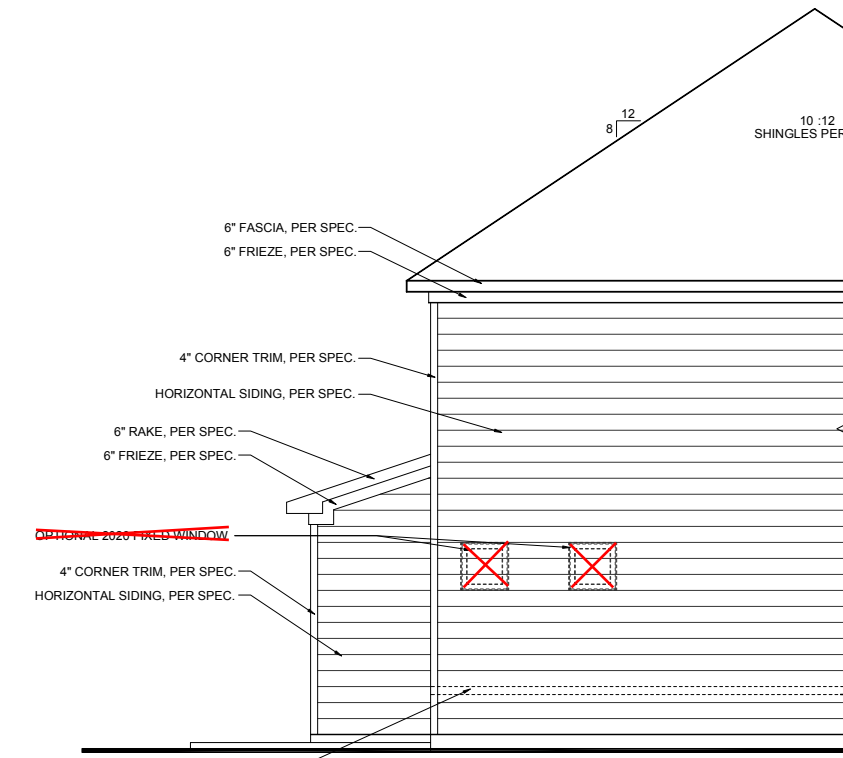 12
8
10 :12
SHINGLES PER
6" FASCIA, PER SPEC.
6" FRIEZE, PER SPEC.
4" CORNER TRIM, PER SPEC.
HORIZONTAL SIDING, PER SPEC.
6" RAKE, PER SPEC.
6" FRIEZE, PER SPEC.
OPTIONAL 2020 FIXED WINDOW
4" CORNER TRIM, PER SPEC.
HORIZONTAL SIDING, PER SPEC.